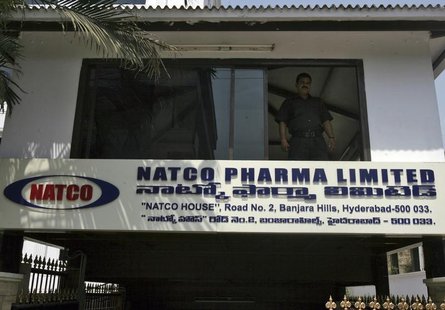 NATCO
NATCO PHARMA LIMITED
నాట్కో ఫార్మా లిమిటెడ్
"NATCO HOUSE", Road No. 2, Banjara Hills, Hyderabad-500 033.
"నాట్కో హౌస్" రోడ్ నెం.2, బంజారాహిల్స్, హైదరాబాద్ - 500 033.